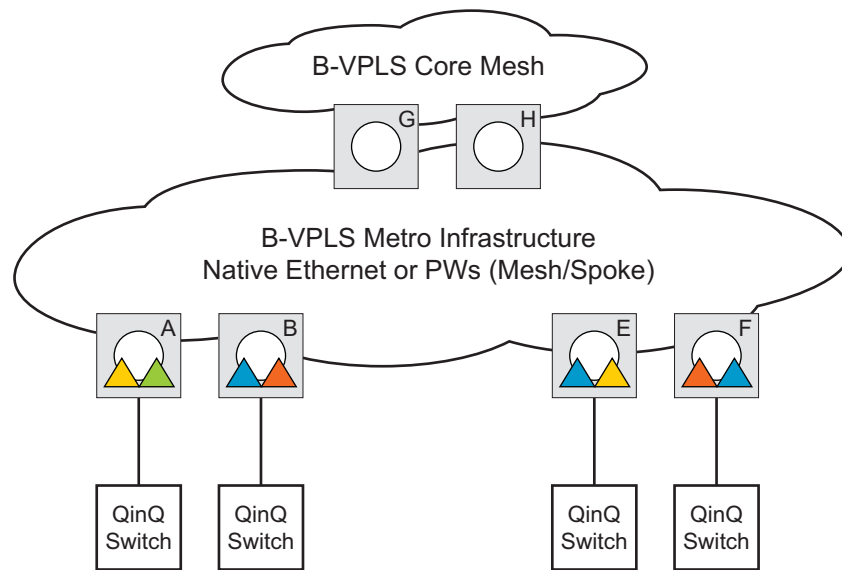 B-VPLS Core Mesh
G
H
B-VPLS Metro Infrastructure
Native Ethernet or PWs (Mesh/Spoke)
A
B
E
F
QinQ
Switch
QinQ
Switch
QinQ
Switch
QinQ
Switch